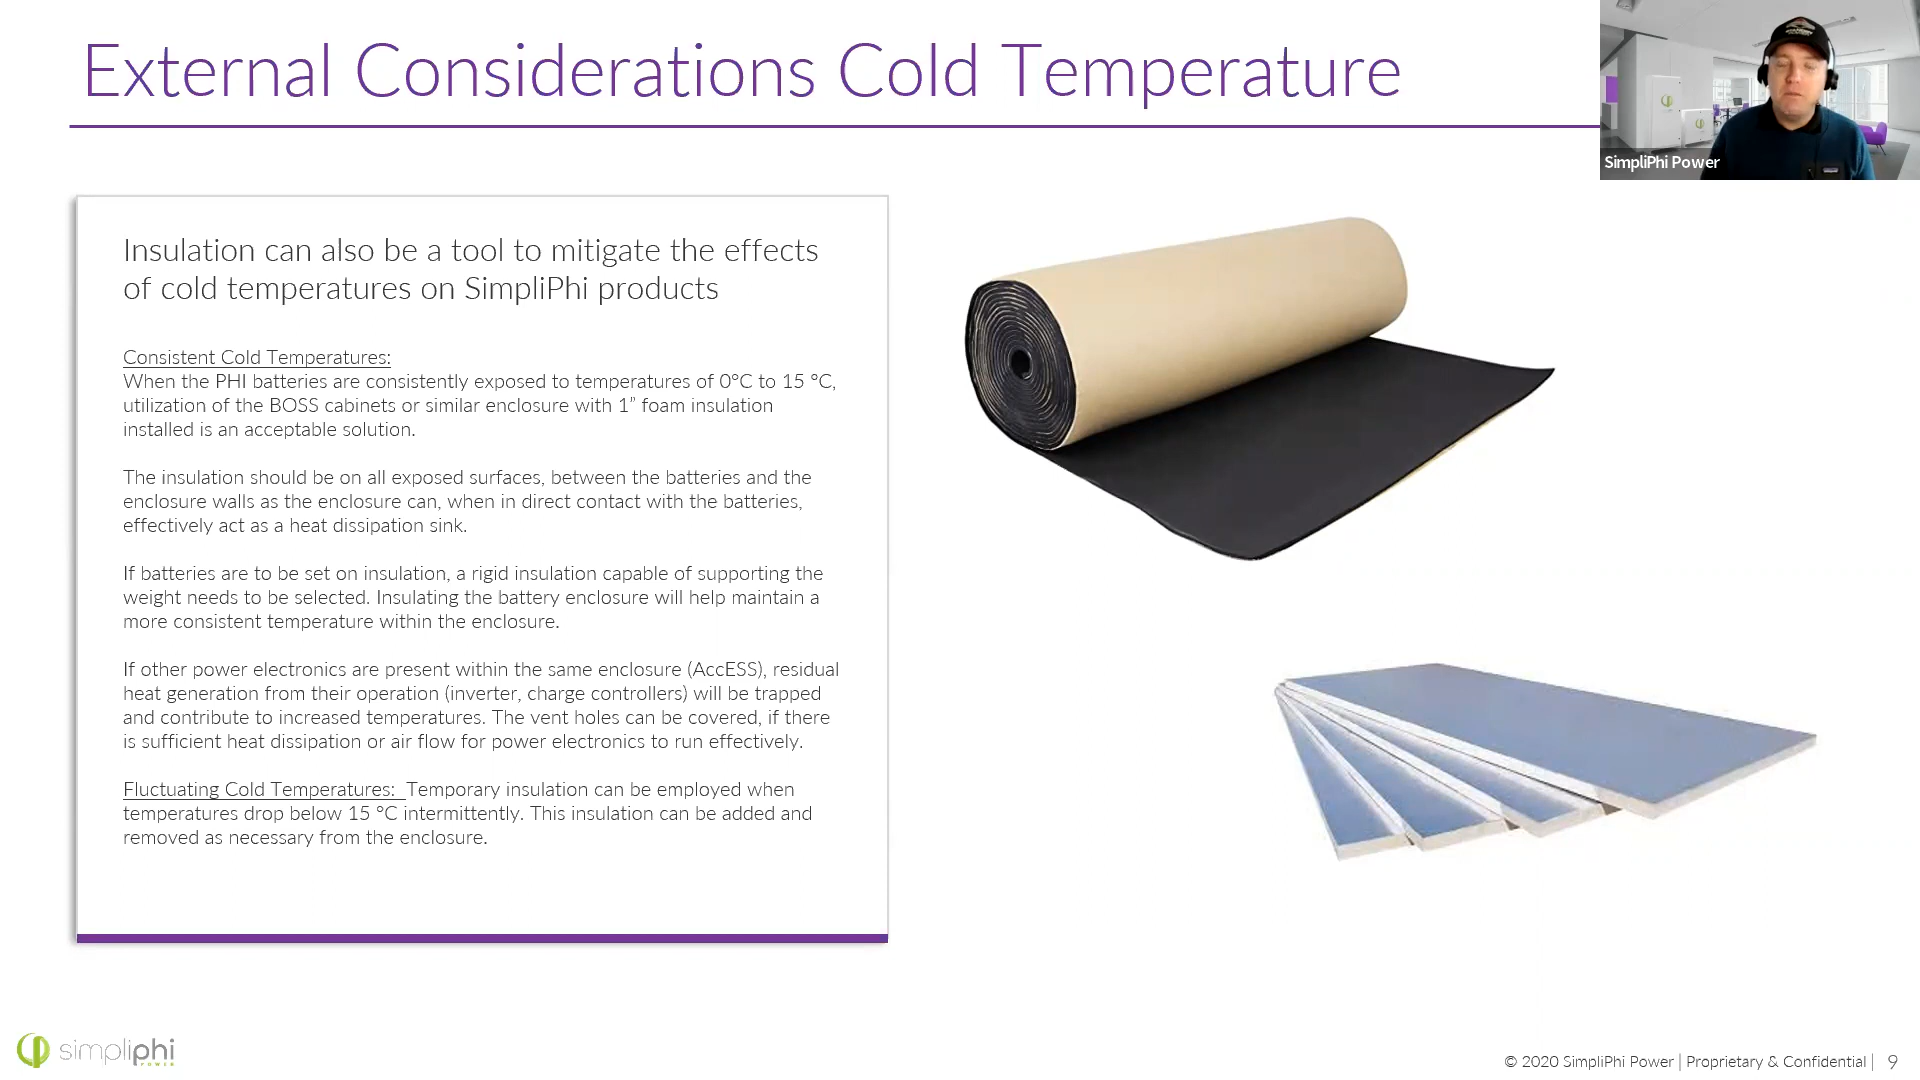 External Considerations Cold Temperature
SimpliPhi Power
Insulation can also be a tool to mitigate the effects
of cold temperatures on SimpliPhi products
Consistent Cold Temperatures:
When the PHI batteries are consistently exposed to temperatures of 0°C to 15 °C,
utilization of the BOSS cabinets or similar enclosure with 1” foam insulation
installed is an acceptable solution.
The insulation should be on all exposed surfaces, between the batteries and the
enclosure walls as the enclosure can, when in direct contact with the batteries,
effectively act as a heat dissipation sink.
If batteries are to be set on insulation, a rigid insulation capable of supporting the
weight needs to be selected. Insulating the battery enclosure will help maintain a
more consistent temperature within the enclosure.
If other power electronics are present within the same enclosure (AccESS), residual
heat generation from their operation (inverter, charge controllers) will be trapped
and contribute to increased temperatures. The vent holes can be covered, if there
is sufficient heat dissipation or air flow for power electronics to run effectively.
Fluctuating Cold Temperatures: Temporary insulation can be employed when
temperatures drop below 15 °C intermittently. This insulation can be added and
removed as necessary from the enclosure.
simpliphi
POWER
© 2020 SimpliPhi Power | Proprietary & Confidential | 9